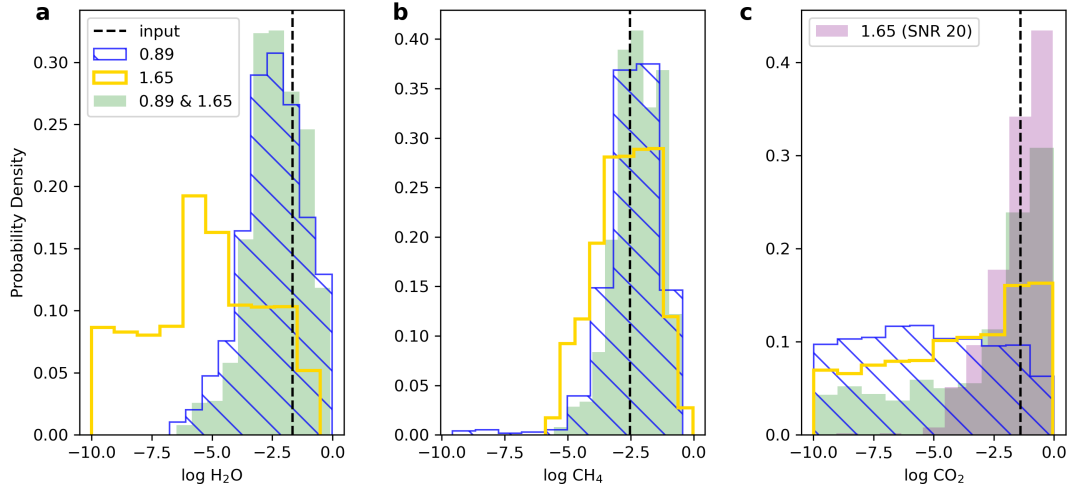 a
input
0.89
1.65
0.89 & 1.65
Probability Density
0.30
0.25
0.20
0.15
0.10
0.05
0.00
−10.0 −7.5 −5.0 −2.5 0.0
log H₂O
b
0.40
0.35
0.30
0.25
0.20
0.15
0.10
0.05
0.00
−10.0 −7.5 −5.0 −2.5 0.0
log CH₄
c
1.65 (SNR 20)
0.4
0.3
0.2
0.1
0.0
−10.0 −7.5 −5.0 −2.5 0.0
log CO₂